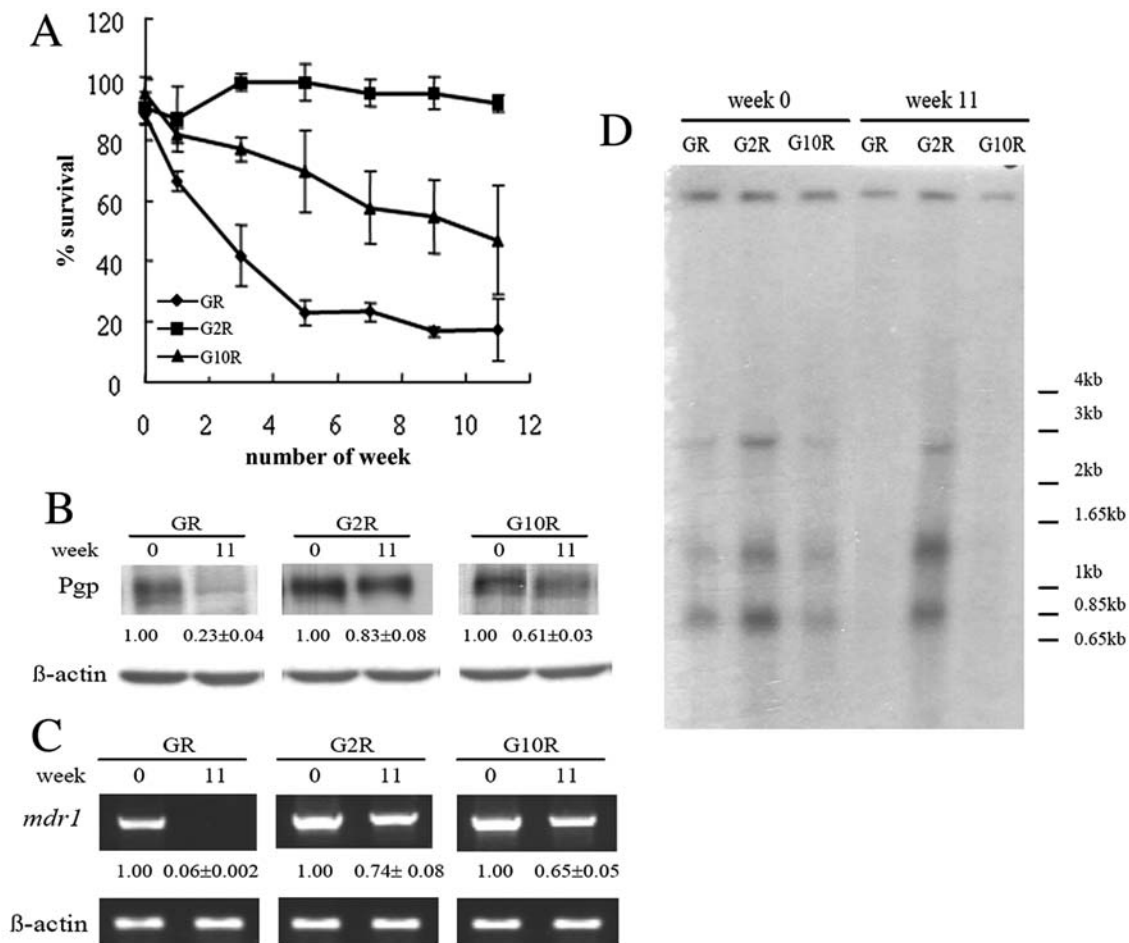 A
120
100
80
60
40
20
0
% survival
GR
G2R
G10R
0 2 4 6 8 10 12
number of week
B
GR G2R G10R
week 0 11 0 11 0 11
Pgp
1.00 0.23±0.04 1.00 0.83±0.08 1.00 0.61±0.03
ß-actin
C
GR G2R G10R
week 0 11 0 11 0 11
mdr1
1.00 0.06±0.002 1.00 0.74± 0.08 1.00 0.65±0.05
ß-actin
D
week 0 week 11
GR G2R G10R GR G2R G10R
4kb
3kb
2kb
1.65kb
1kb
0.85kb
0.65kb